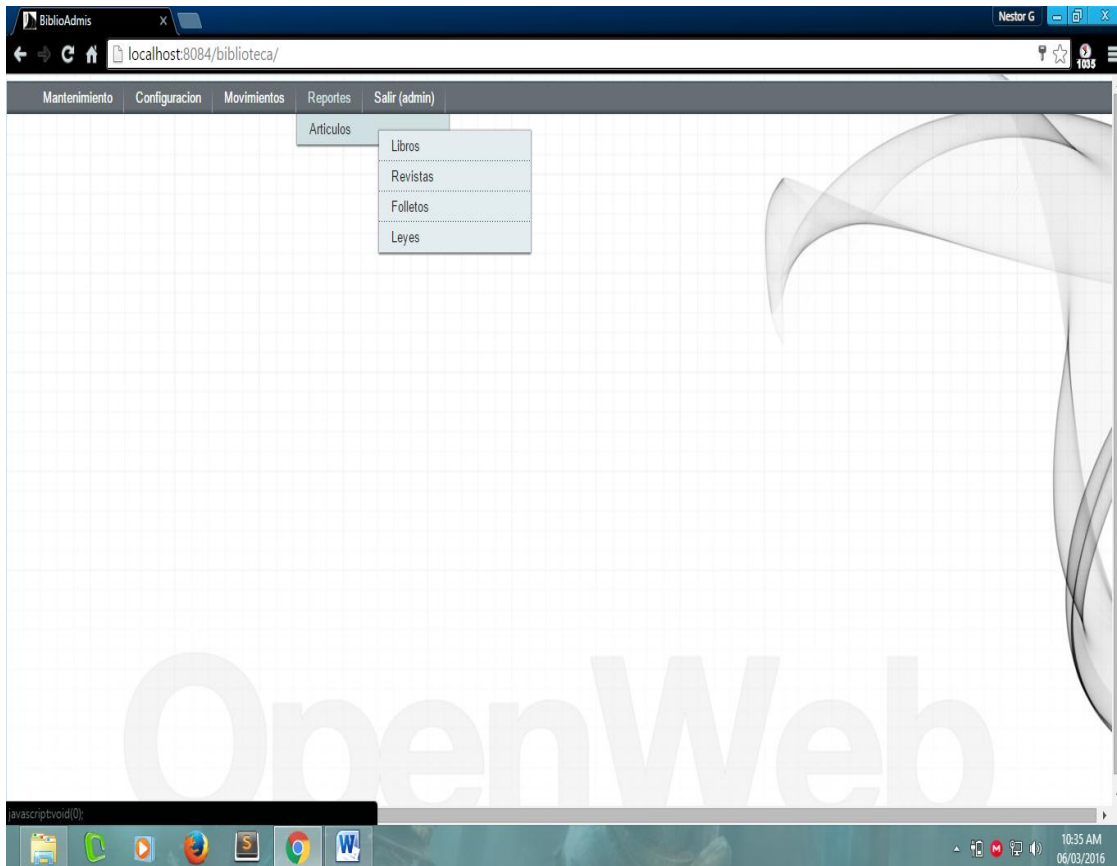 BiblioAdmis
Nestor G
localhost:8084/biblioteca/
1035
Mantenimiento Configuracion Movimientos Reportes Salir (admin)
Articulos
Libros
Revistas
Folletos
Leyes
OpenWeb
javascript:void(0);
10:35 AM
06/03/2016